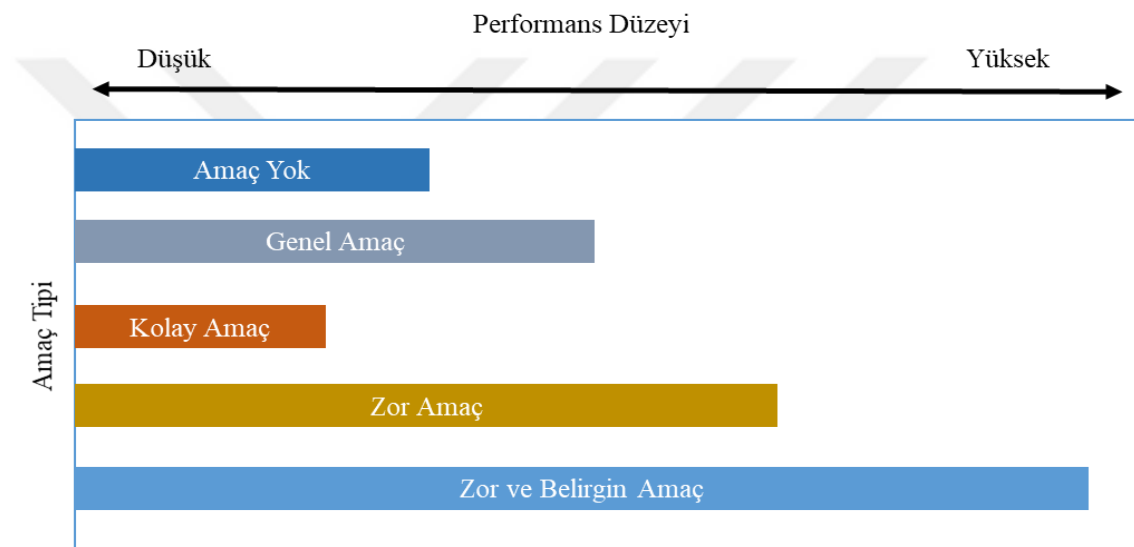 Performans Düzeyi
Düşük
Yüksek
Amaç Tipi
Amaç Yok
Genel Amaç
Kolay Amaç
Zor Amaç
Zor ve Belirgin Amaç